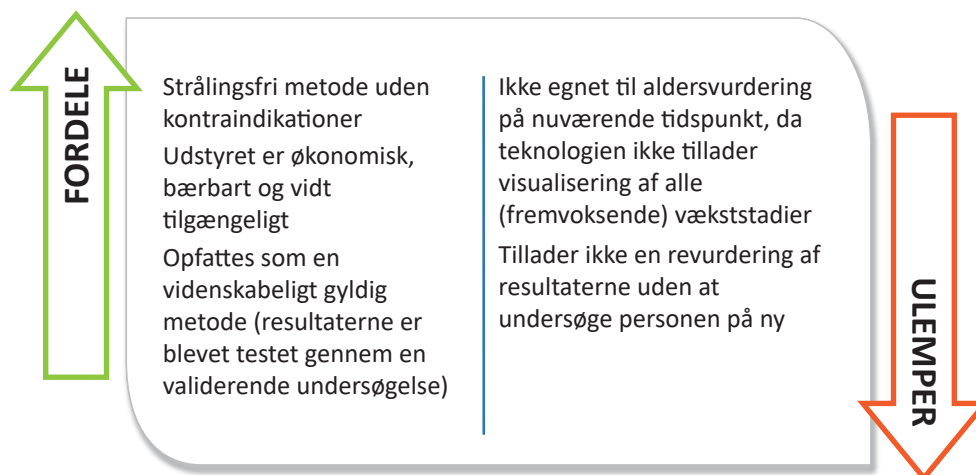 FORDELE
Strålingsfri metode uden
kontraindikationer
Udstyret er økonomisk,
bærbart og vidt
tilgængeligt
Opfattes som en
videnskabeligt gyldig
metode (resultaterne er
blevet testet gennem en
validerende undersøgelse)
Ikke egnet til aldersvurdering
på nuværende tidspunkt, da
teknologien ikke tillader
visualisering af alle
(fremvoksende) vækststadier
Tillader ikke en revurdering af
resultaterne uden at
undersøge personen på ny
ULEMPER